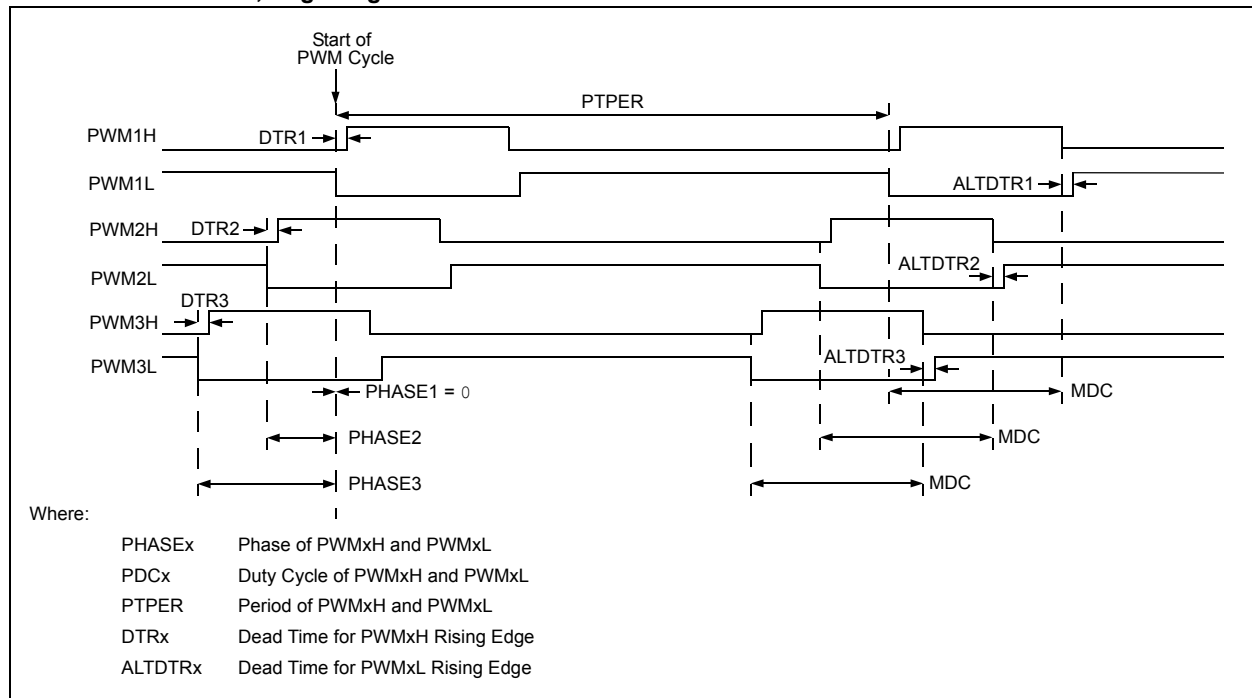 Start of
PWM Cycle
PTPER
PWM1H
DTR1
PWM1L
ALTDTR1
PWM2H
DTR2
ALTDTR2
PWM2L
DTR3
PWM3H
ALTDTR3
PWM3L
PHASE1 = 0
MDC
PHASE2
MDC
PHASE3
MDC
Where:
PHASEx Phase of PWMxH and PWMxL
PDCx Duty Cycle of PWMxH and PWMxL
PTPER Period of PWMxH and PWMxL
DTRx Dead Time for PWMxH Rising Edge
ALTDTRx Dead Time for PWMxL Rising Edge